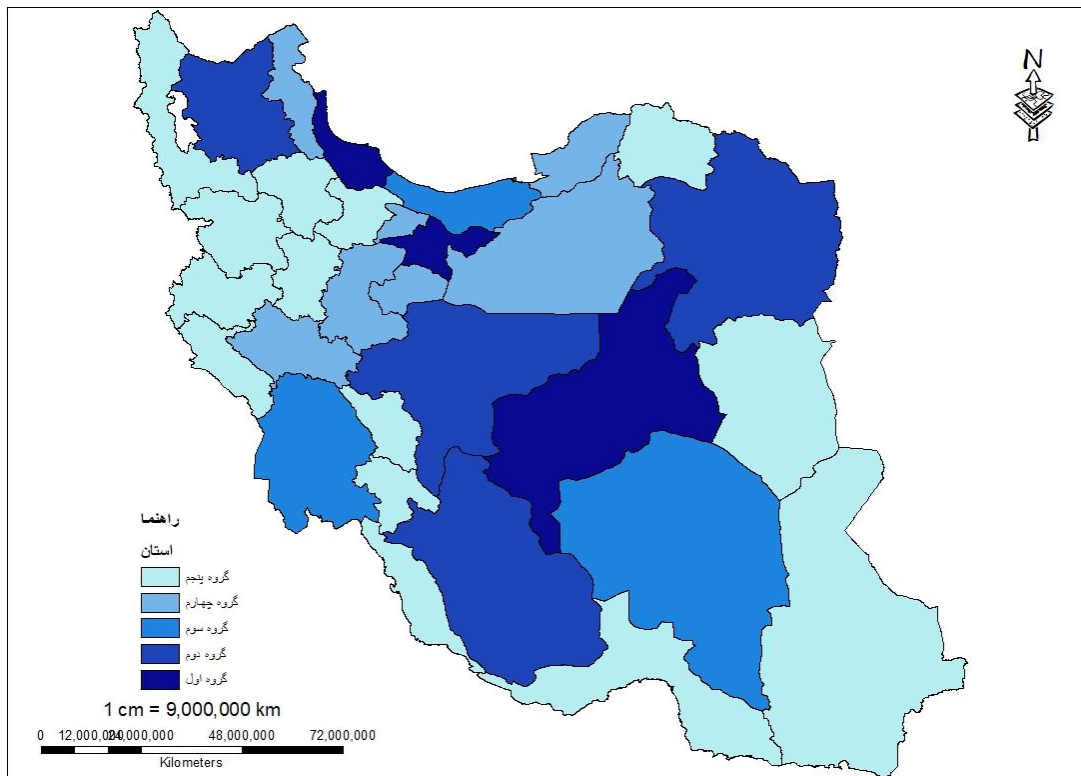 N
راهنما
استان
گروه پنجم
گروه چهارم
گروه سوم
گروه دوم
گروه اول
1 cm = 9,000,000 km
0 12,000,000 24,000,000 48,000,000 72,000,000
Kilometers